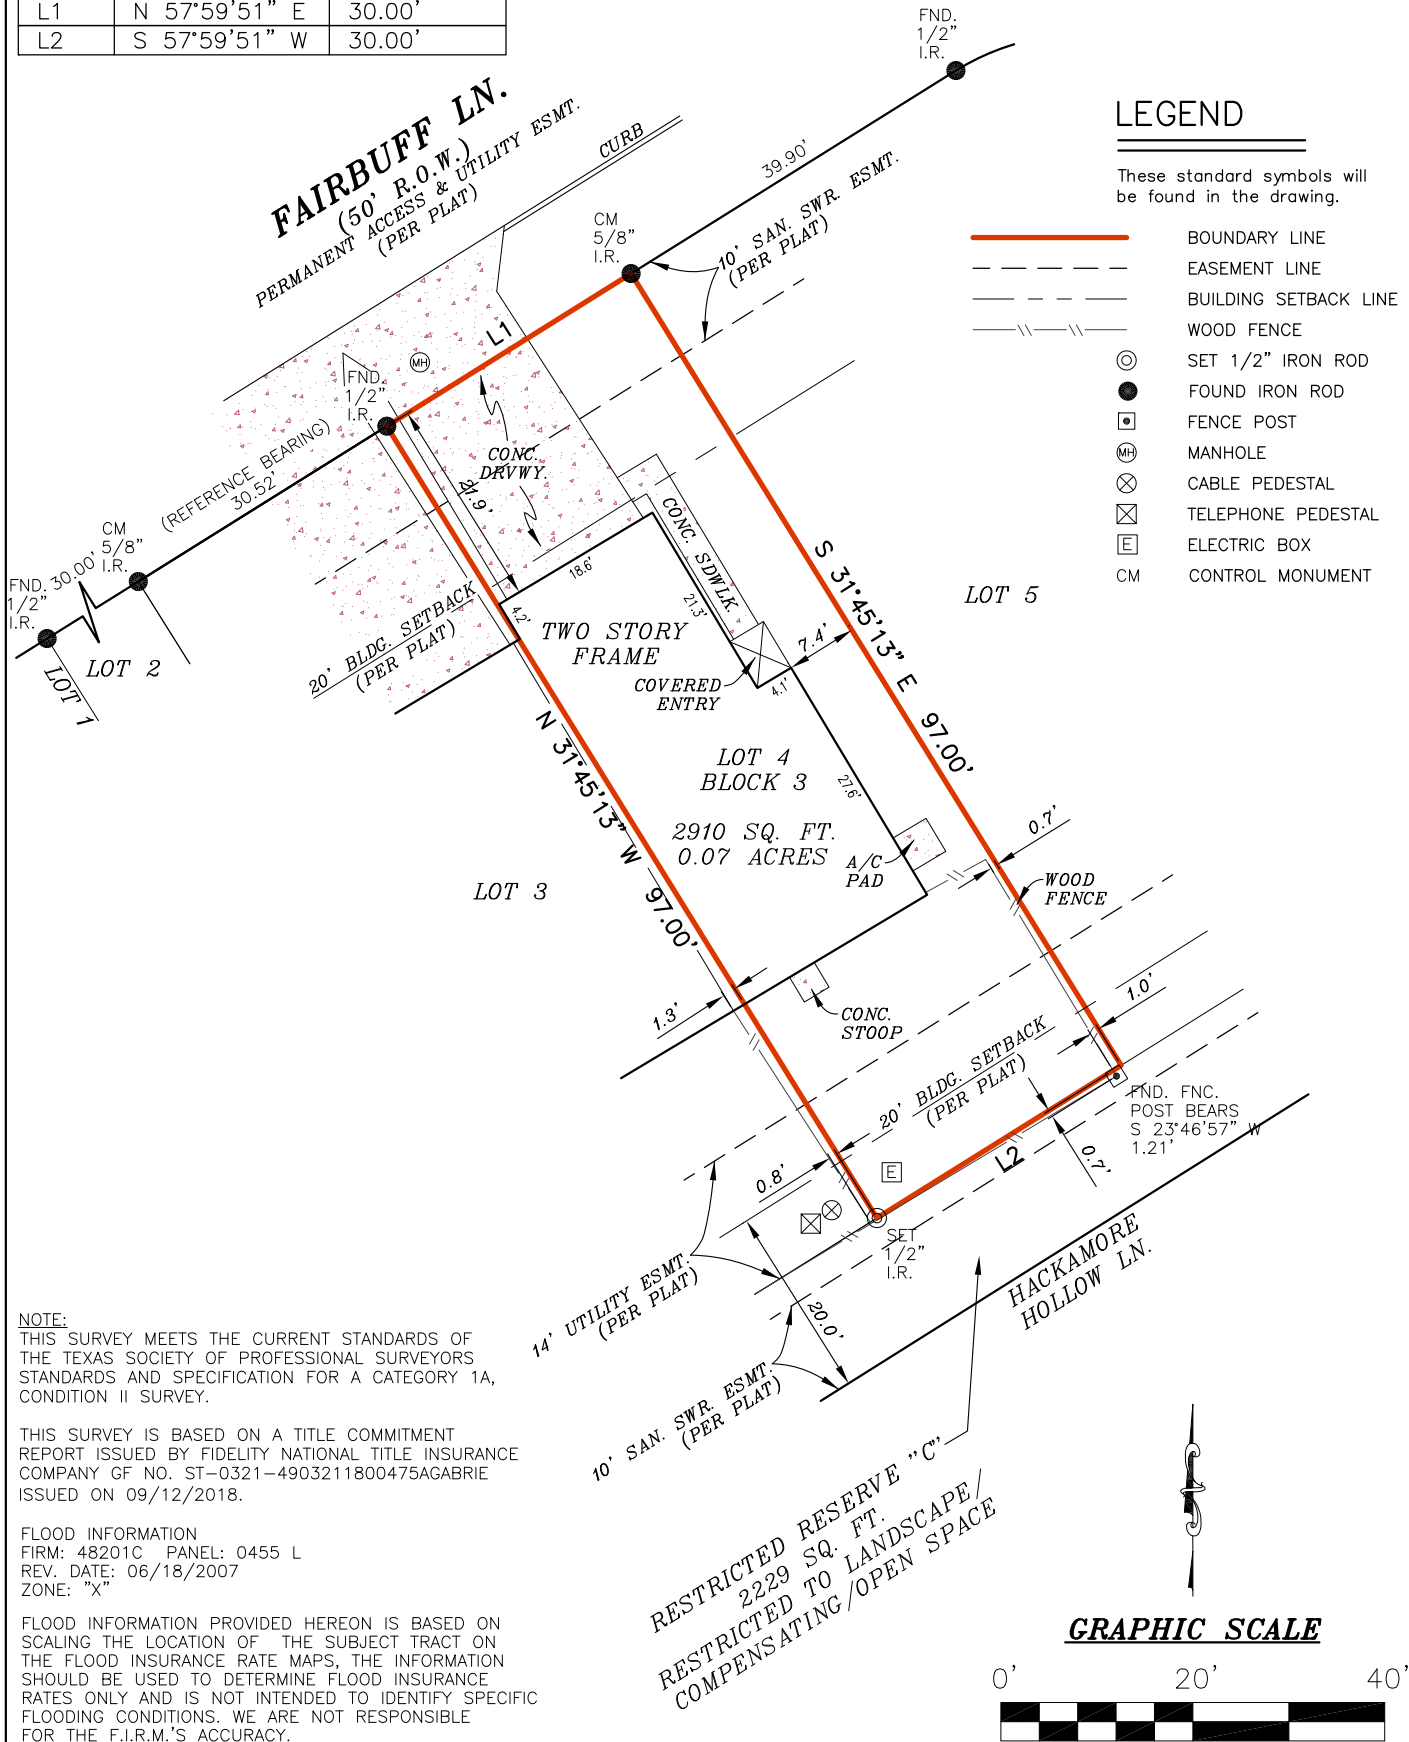 L1 N 57°59'51" E 30.00'
L2 S 57°59'51" W 30.00'
FND.
1/2"
I.R.
FAIRBUFF LN.
(50' R.O.W.)
PERMANENT ACCESS & UTILITY ESMT.
(PER PLAT)
CURB
39.90'
10' SAN. SWR. ESMT.
(PER PLAT)
CM
5/8"
I.R.
LEGEND
These standard symbols will
be found in the drawing.
BOUNDARY LINE
EASEMENT LINE
BUILDING SETBACK LINE
WOOD FENCE
SET 1/2" IRON ROD
FOUND IRON ROD
FENCE POST
MH MANHOLE
CABLE PEDESTAL
TELEPHONE PEDESTAL
E ELECTRIC BOX
CM CONTROL MONUMENT
L1
MH
FND.
1/2"
I.R.
(REFERENCE BEARING)
30.52'
CONC.
DRVWY.
21.9'
CM
5/8"
I.R.
30.00'
FND.
1/2"
I.R.
LOT 2
LOT 1
20' BLDG. SETBACK
(PER PLAT)
18.6'
4.2'
CONC. SDWLK.
21.3'
TWO STORY
FRAME
COVERED
ENTRY
4.1'
7.4'
S 31°45'13" E 97.00'
LOT 5
N 31°45'13" W 97.00'
LOT 4
BLOCK 3
2910 SQ. FT.
0.07 ACRES
27.6'
A/C
PAD
0.7'
WOOD
FENCE
LOT 3
1.3'
CONC.
STOOP
1.0'
20' BLDG. SETBACK
(PER PLAT)
FND. FNC.
POST BEARS
S 23°46'57" W
1.21'
0.8'
E
L2
0.7'
SET
1/2"
I.R.
14' UTILITY ESMT.
(PER PLAT)
20.0'
HACKAMORE
HOLLOW LN.
10' SAN. SWR. ESMT.
(PER PLAT)
RESTRICTED RESERVE "C"
2229 SQ. FT.
RESTRICTED TO LANDSCAPE/
COMPENSATING/OPEN SPACE
NOTE:
THIS SURVEY MEETS THE CURRENT STANDARDS OF
THE TEXAS SOCIETY OF PROFESSIONAL SURVEYORS
STANDARDS AND SPECIFICATION FOR A CATEGORY 1A,
CONDITION II SURVEY.
THIS SURVEY IS BASED ON A TITLE COMMITMENT
REPORT ISSUED BY FIDELITY NATIONAL TITLE INSURANCE
COMPANY GF NO. ST-0321-4903211800475AGABRIE
ISSUED ON 09/12/2018.
FLOOD INFORMATION
FIRM: 48201C PANEL: 0455 L
REV. DATE: 06/18/2007
ZONE: "X"
FLOOD INFORMATION PROVIDED HEREON IS BASED ON
SCALING THE LOCATION OF THE SUBJECT TRACT ON
THE FLOOD INSURANCE RATE MAPS, THE INFORMATION
SHOULD BE USED TO DETERMINE FLOOD INSURANCE
RATES ONLY AND IS NOT INTENDED TO IDENTIFY SPECIFIC
FLOODING CONDITIONS. WE ARE NOT RESPONSIBLE
FOR THE F.I.R.M.'S ACCURACY.
GRAPHIC SCALE
0' 20' 40'